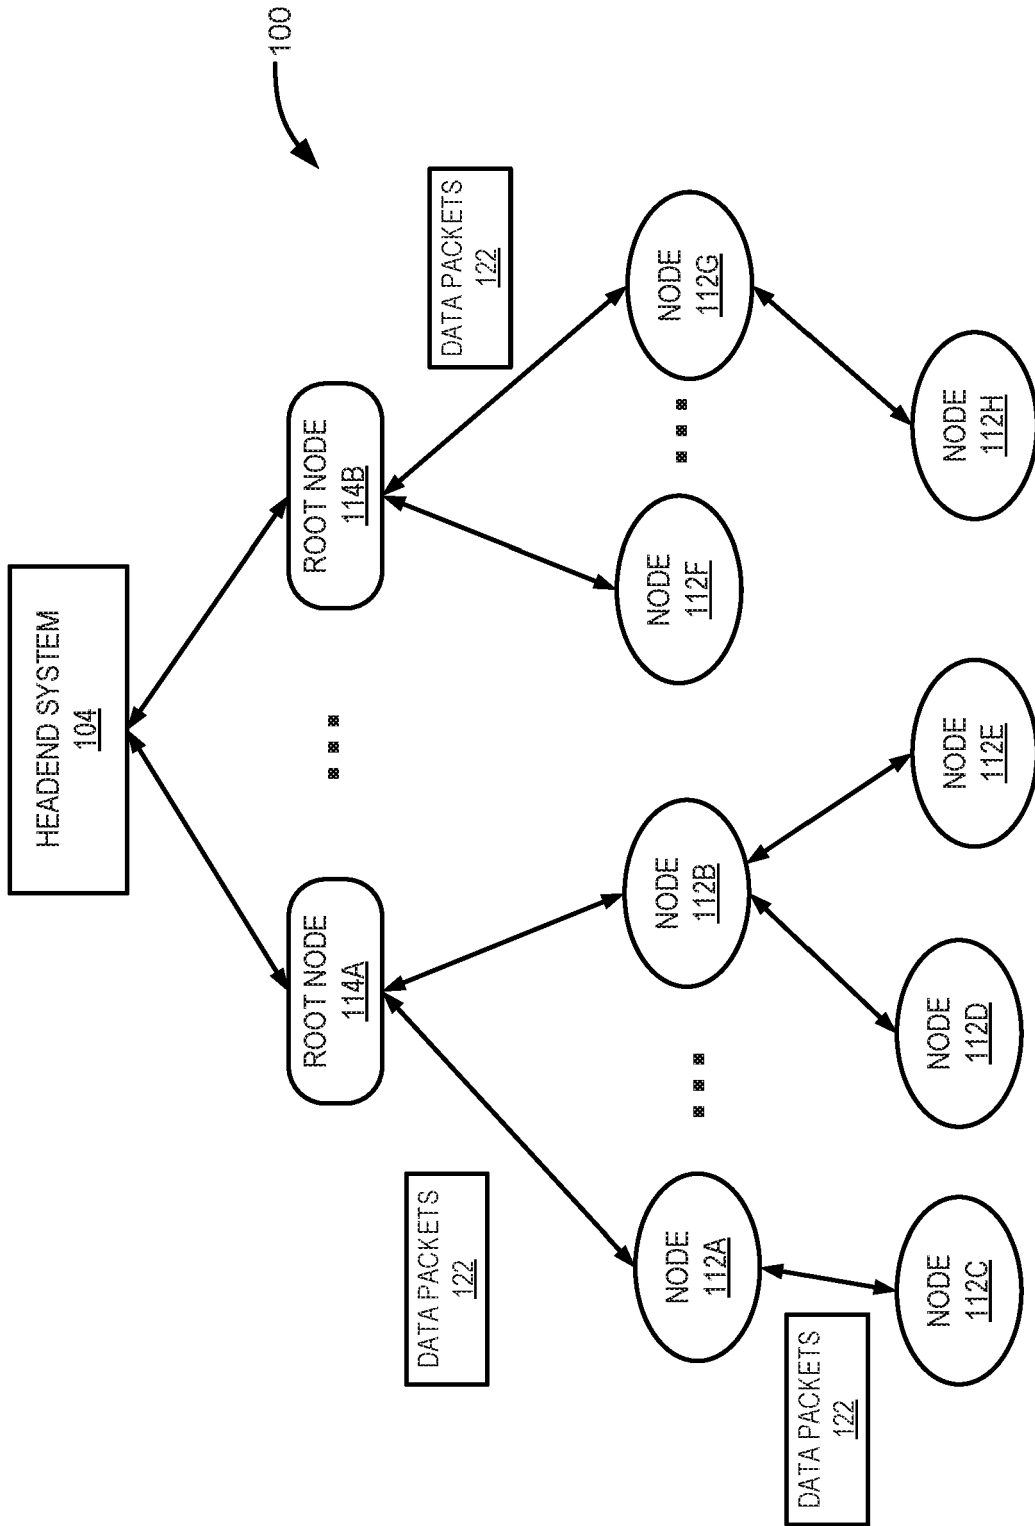 HEADEND SYSTEM
104
100
ROOT NODE
114A
ROOT NODE
114B
DATA PACKETS
122
DATA PACKETS
122
NODE
112A
NODE
112B
NODE
112F
NODE
112G
DATA PACKETS
122
NODE
112C
NODE
112D
NODE
112E
NODE
112H